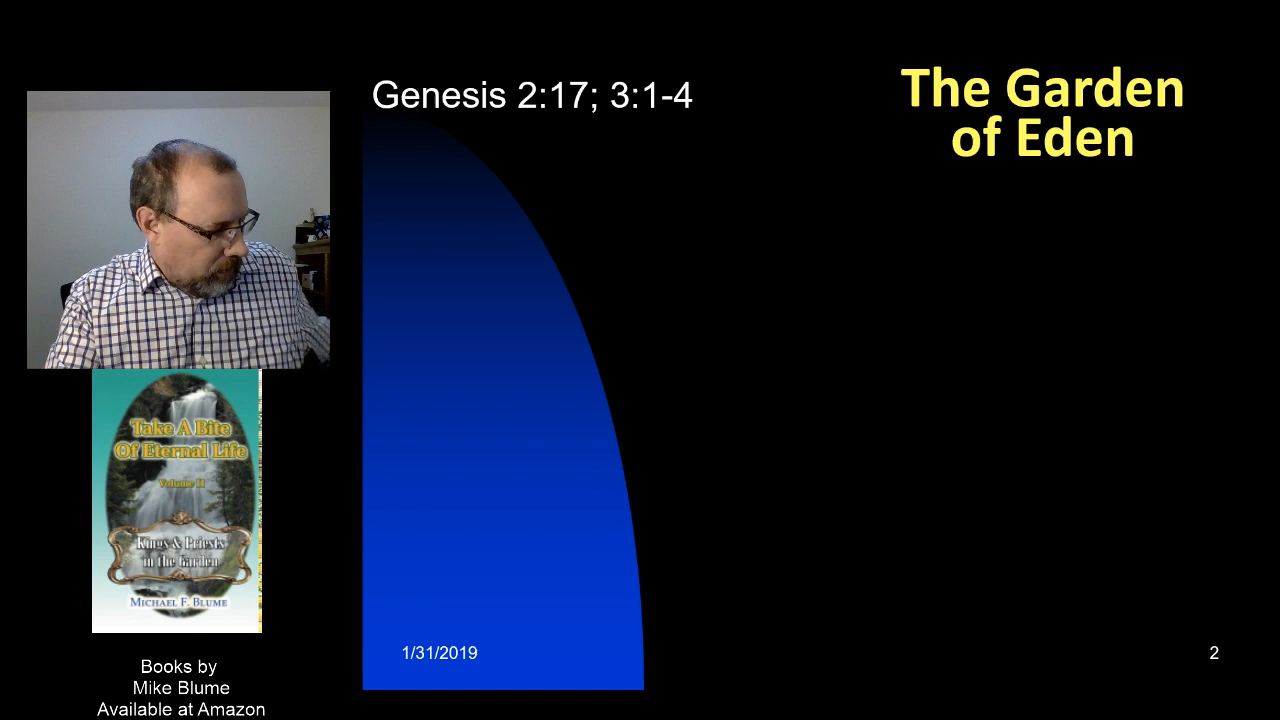 Genesis 2:17; 3:1-4
The Garden
of Eden
Take A Bite
Of Eternal Life
Volume II
Kings & Priests
in the Garden
MICHAEL F. BLUME
Books by
Mike Blume
Available at Amazon
1/31/2019
2